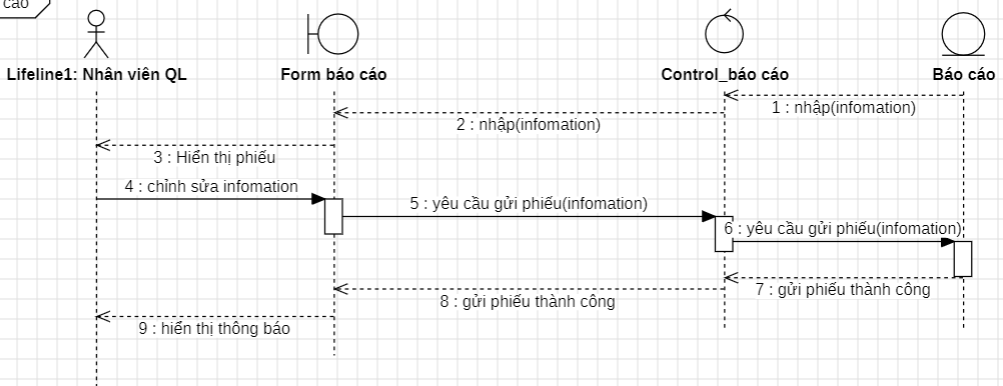 cáo
Lifeline1: Nhân viên QL
Form báo cáo
Control_báo cáo
Báo cáo
1 : nhập(infomation)
2 : nhập(infomation)
3 : Hiển thị phiếu
4 : chỉnh sửa infomation
5 : yêu cầu gửi phiếu(infomation)
6 : yêu cầu gửi phiếu(infomation)
7 : gửi phiếu thành công
8 : gửi phiếu thành công
9 : hiển thị thông báo